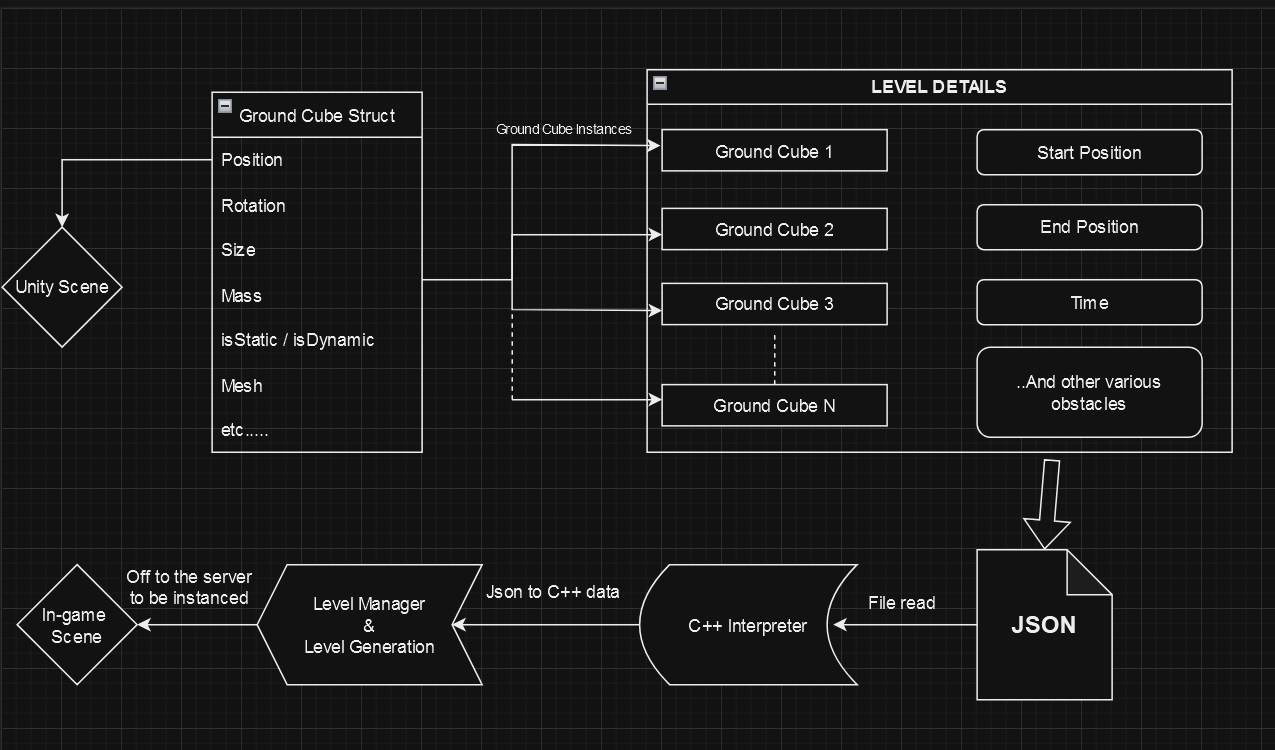 Ground Cube Struct
Position
Rotation
Size
Mass
isStatic / isDynamic
Mesh
etc.....
Unity Scene
Ground Cube Instances
LEVEL DETAILS
Ground Cube 1
Ground Cube 2
Ground Cube 3
Ground Cube N
Start Position
End Position
Time
..And other various
obstacles
JSON
File read
C++ Interpreter
Json to C++ data
Level Manager
&
Level Generation
Off to the server
to be instanced
In-game
Scene